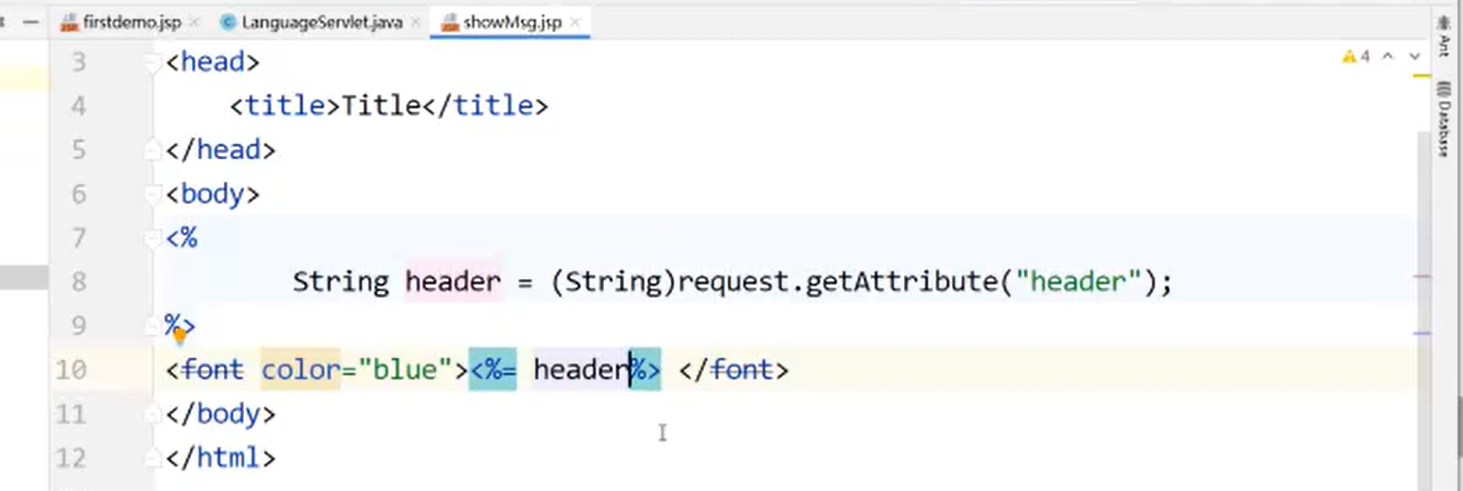 firstdemo.jsp × LanguageServlet.java × showMsg.jsp ×
4
Ant
Database
3 <head>
4 <title>Title</title>
5 </head>
6 <body>
7 <%
8 String header = (String)request.getAttribute("header");
9 %>
10 <font color="blue"><%= header%> </font>
11 </body>
12 </html>